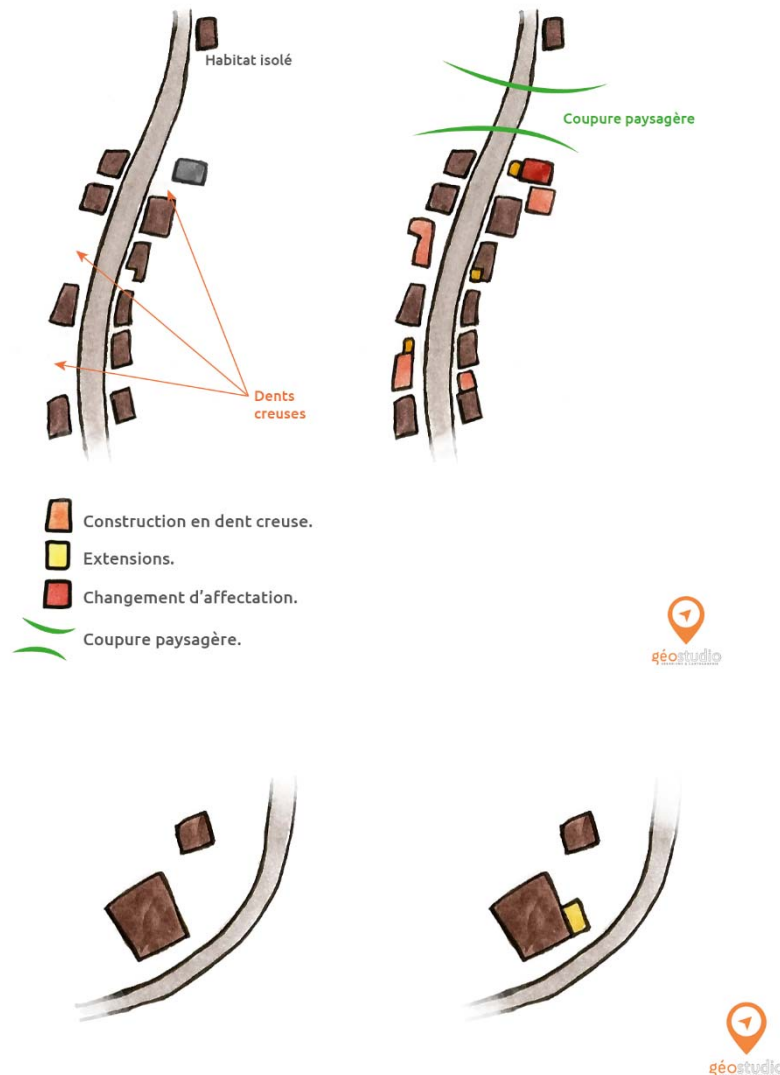 Habitat isolé
Coupure paysagère
Dents
creuses
Construction en dent creuse.
Extensions.
Changement d'affectation.
Coupure paysagère.
géostudio
géostudio